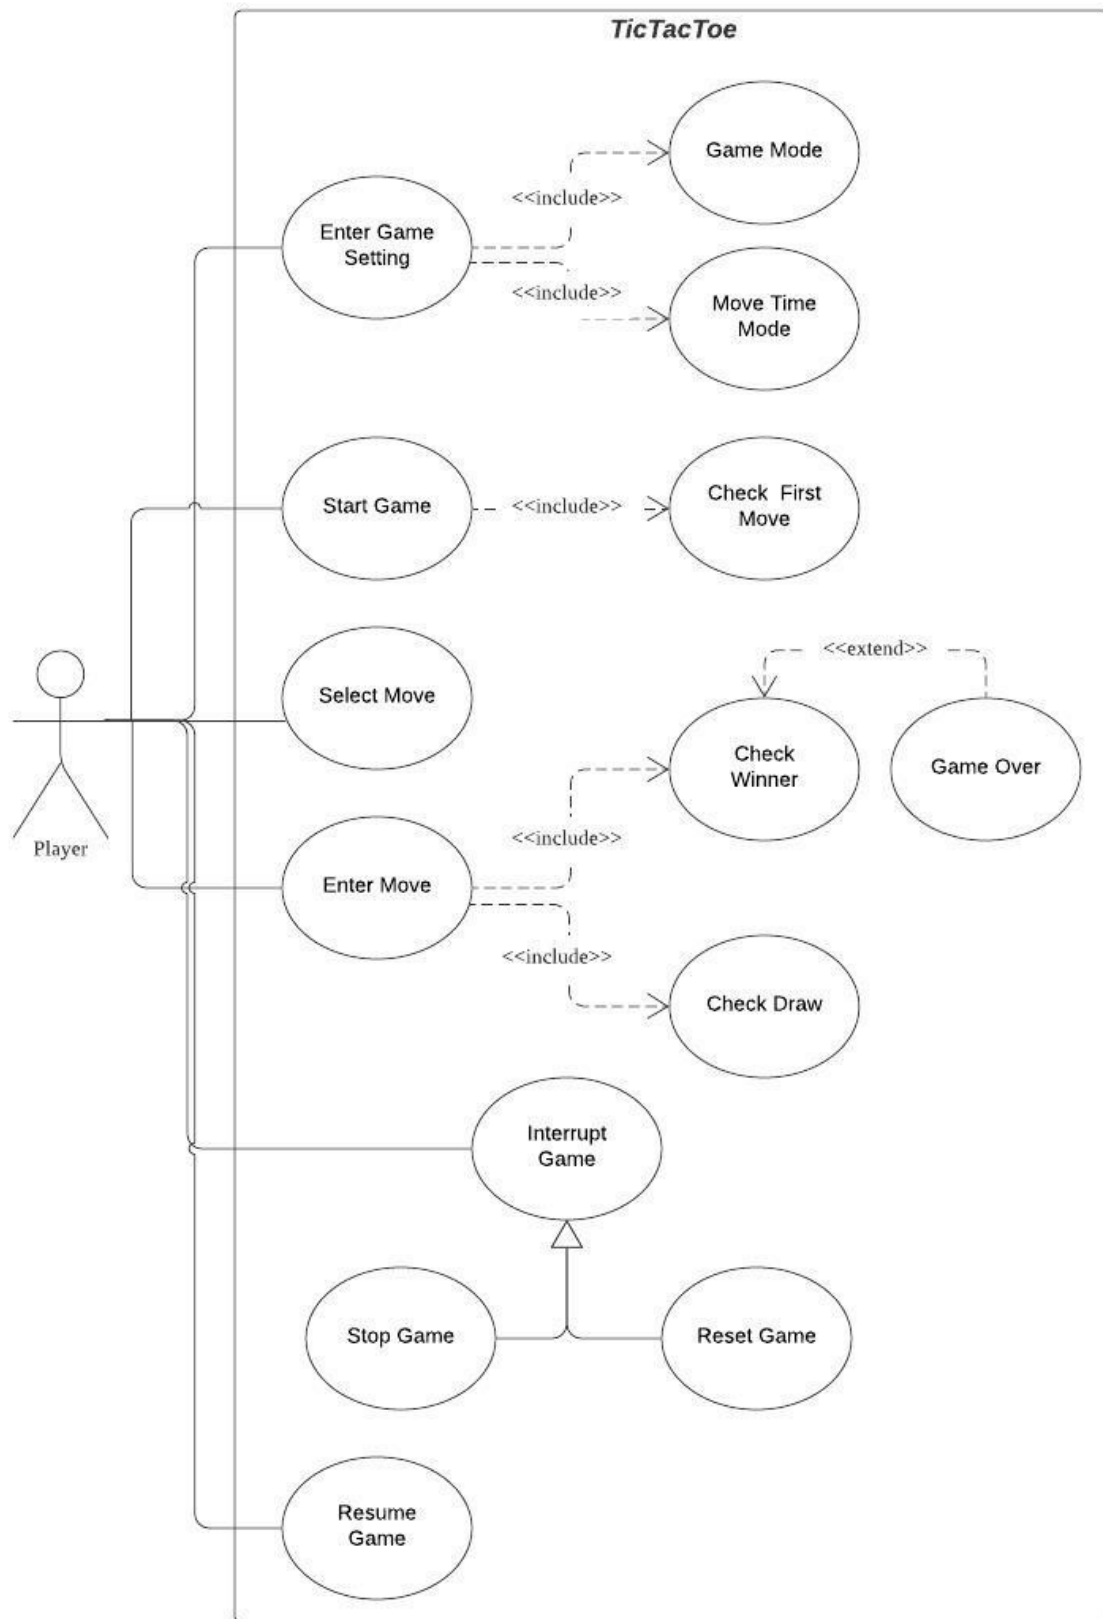 TicTacToe
Game Mode
<<include>>
Enter Game
Setting
<<include>>
Move Time
Mode
Start Game
<<include>>
Check First
Move
<<extend>>
Select Move
Check
Winner
Game Over
<<include>>
Player
Enter Move
<<include>>
Check Draw
Interrupt
Game
Stop Game
Reset Game
Resume
Game